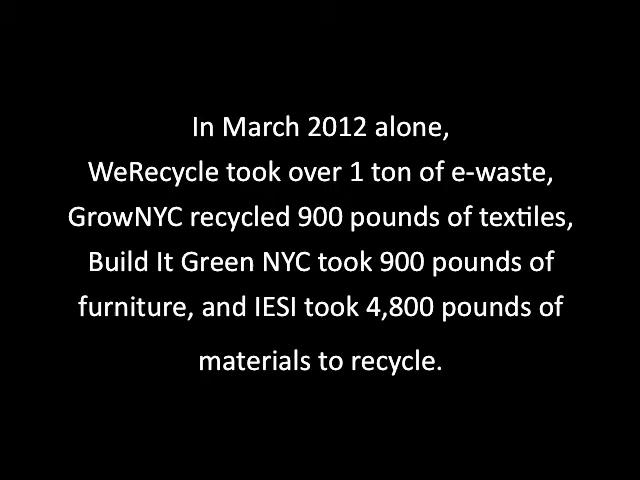 In March 2012 alone,
WeRecycle took over 1 ton of e-waste,
GrowNYC recycled 900 pounds of textiles,
Build It Green NYC took 900 pounds of
furniture, and IESI took 4,800 pounds of
materials to recycle.